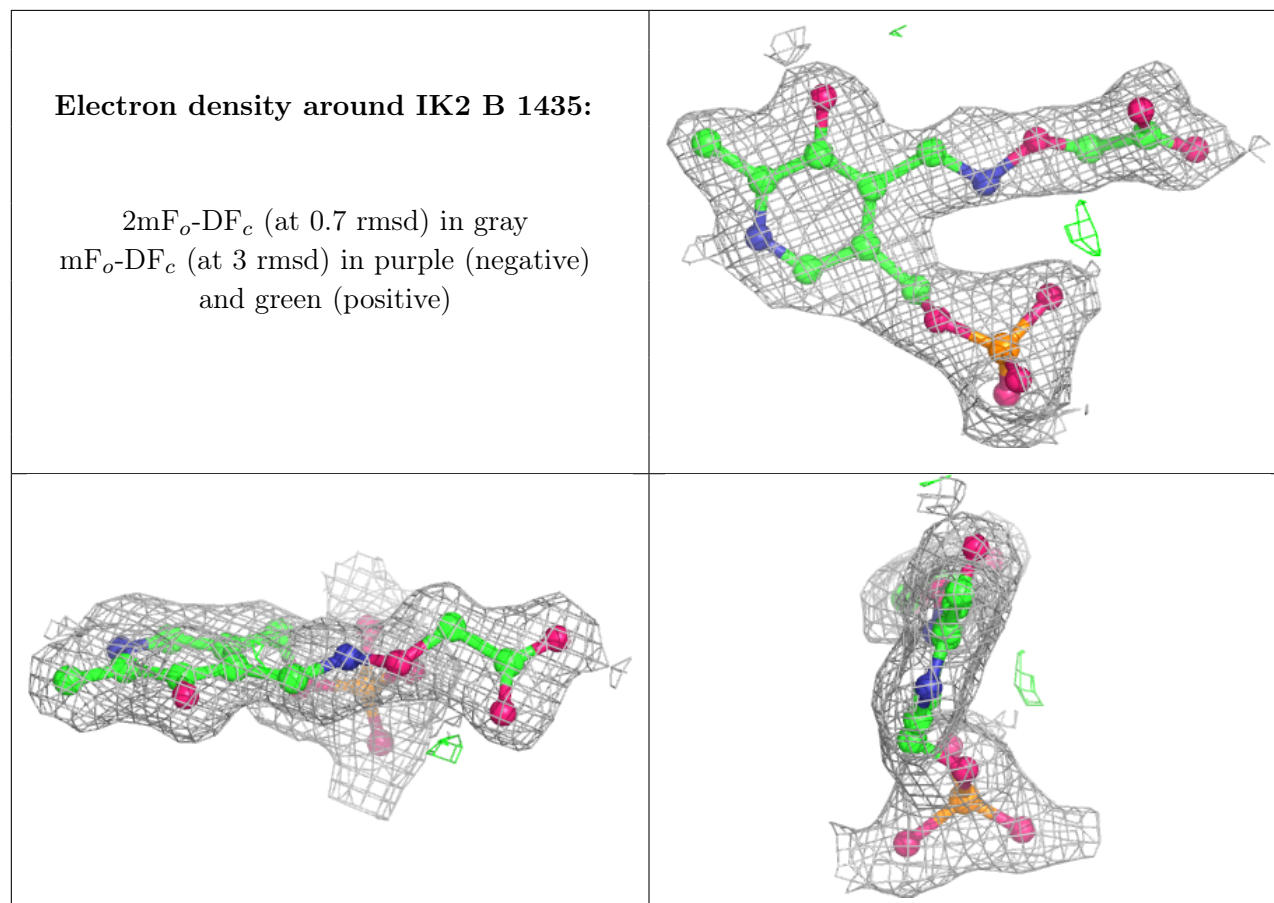 Electron density around IK2 B 1435:
2mFo-DFc (at 0.7 rmsd) in gray
mFo-DFc (at 3 rmsd) in purple (negative)
and green (positive)